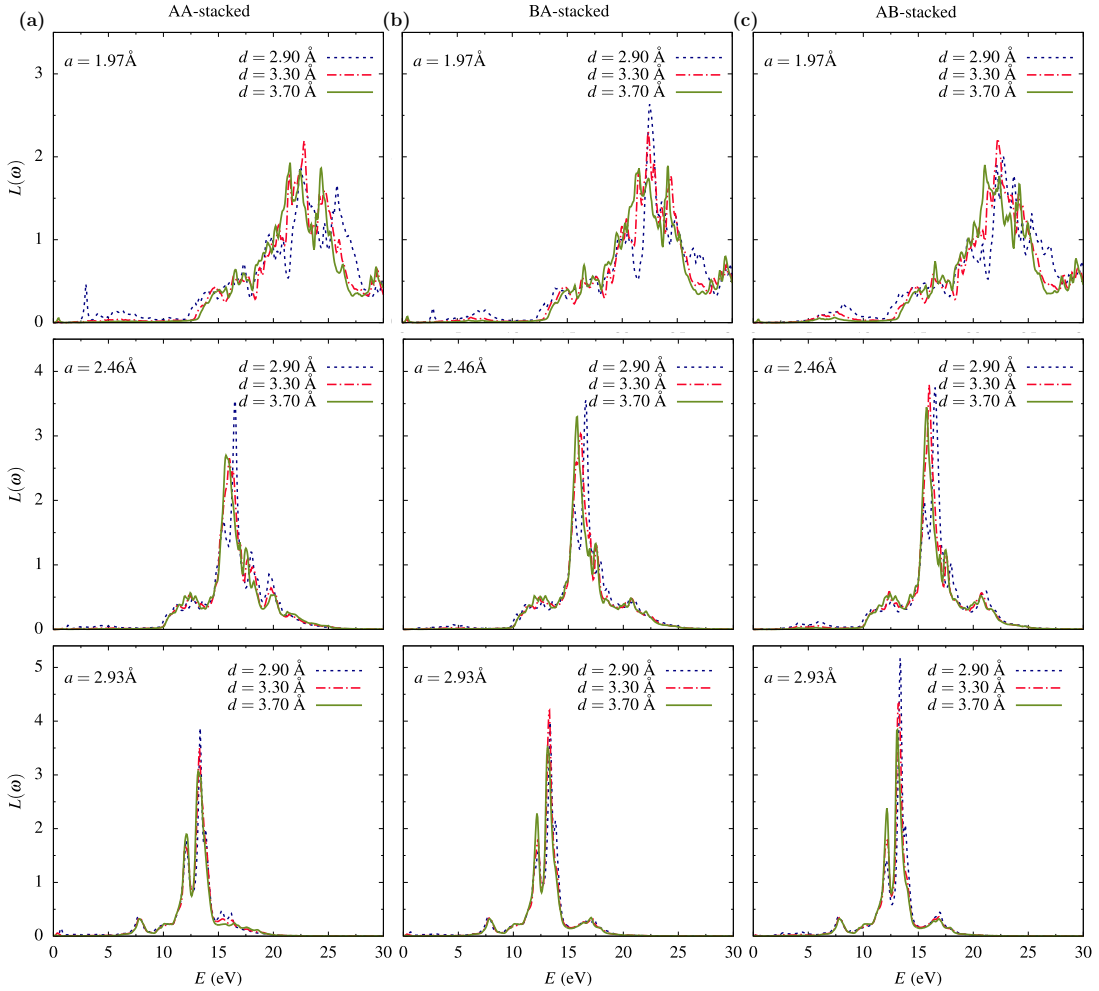 (a) AA-stacked (b) BA-stacked (c) AB-stacked
a = 1.97Å
d = 2.90 Å
d = 3.30 Å
d = 3.70 Å
3
2
1
0
L(ω)
a = 1.97Å
d = 2.90 Å
d = 3.30 Å
d = 3.70 Å
a = 1.97Å
d = 2.90 Å
d = 3.30 Å
d = 3.70 Å
a = 2.46Å
d = 2.90 Å
d = 3.30 Å
d = 3.70 Å
4
3
2
1
0
L(ω)
a = 2.46Å
d = 2.90 Å
d = 3.30 Å
d = 3.70 Å
a = 2.46Å
d = 2.90 Å
d = 3.30 Å
d = 3.70 Å
a = 2.93Å
d = 2.90 Å
d = 3.30 Å
d = 3.70 Å
5
4
3
2
1
0
L(ω)
a = 2.93Å
d = 2.90 Å
d = 3.30 Å
d = 3.70 Å
a = 2.93Å
d = 2.90 Å
d = 3.30 Å
d = 3.70 Å
0 5 10 15 20 25 30 0 5 10 15 20 25 30 0 5 10 15 20 25 30
E (eV) E (eV) E (eV)